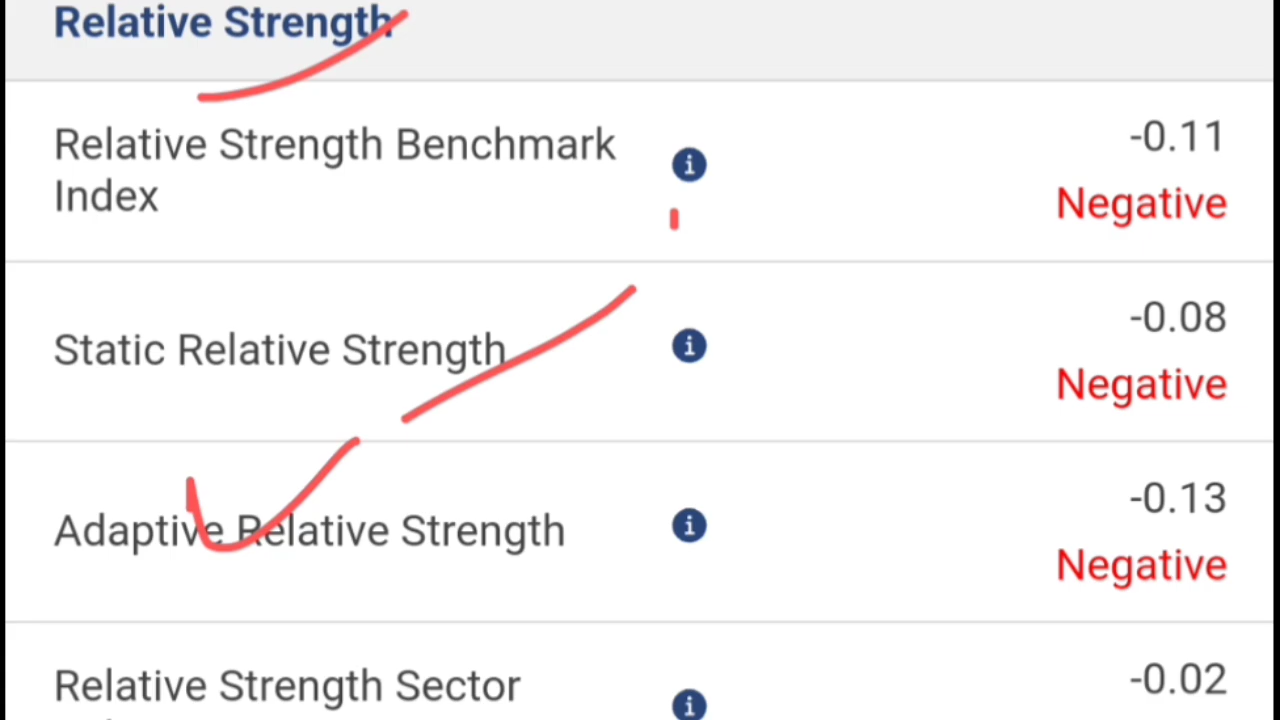 Relative Strength
Relative Strength Benchmark
Index
-0.11
Negative
Static Relative Strength
-0.08
Negative
Adaptive Relative Strength
-0.13
Negative
Relative Strength Sector
-0.02